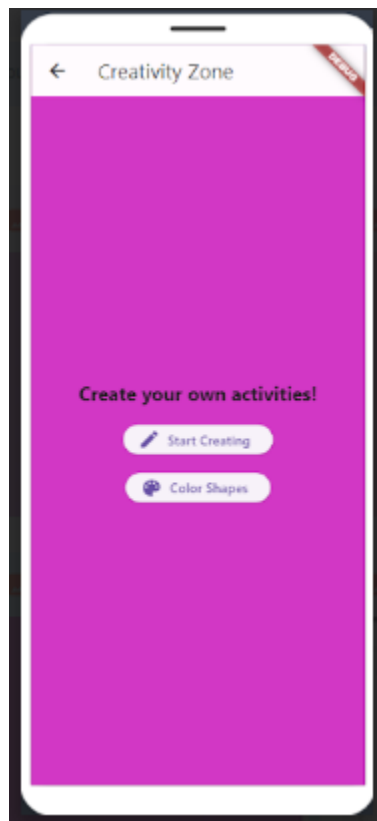 Creativity Zone
DEBUG
Create your own activities!
Start Creating
Color Shapes